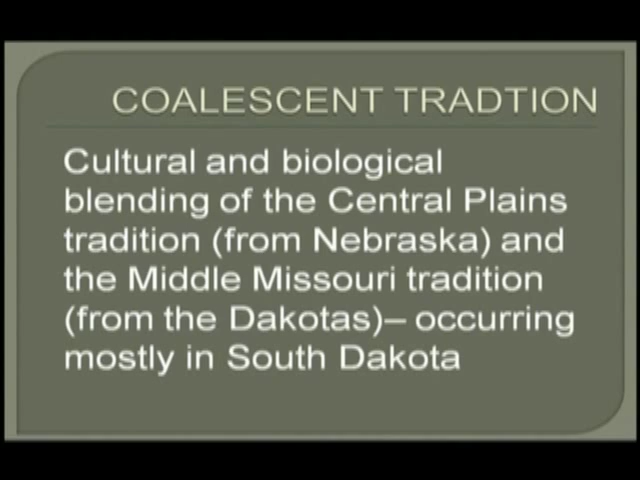 COALESCENT TRADTION
Cultural and biological
blending of the Central Plains
tradition (from Nebraska) and
the Middle Missouri tradition
(from the Dakotas)– occurring
mostly in South Dakota